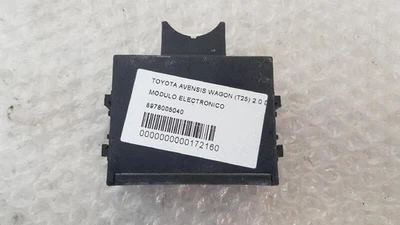 TOYOTA AVENSIS WAGON (T25) 2.0 D
MODULO ELECTRONICO
8978005040
0000000000172160